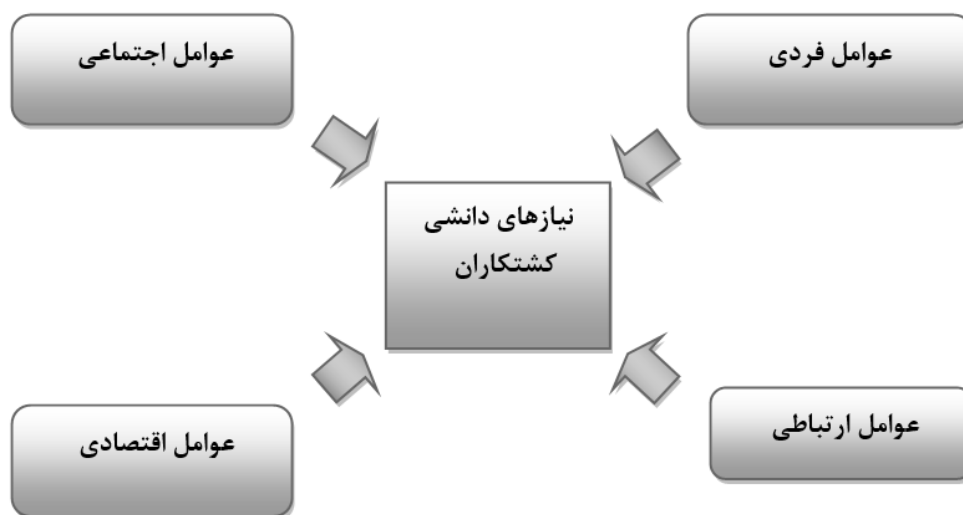 عوامل فردی
عوامل اجتماعی
نیازهای دانشی
کشتکاران
عوامل ارتباطی
عوامل اقتصادی